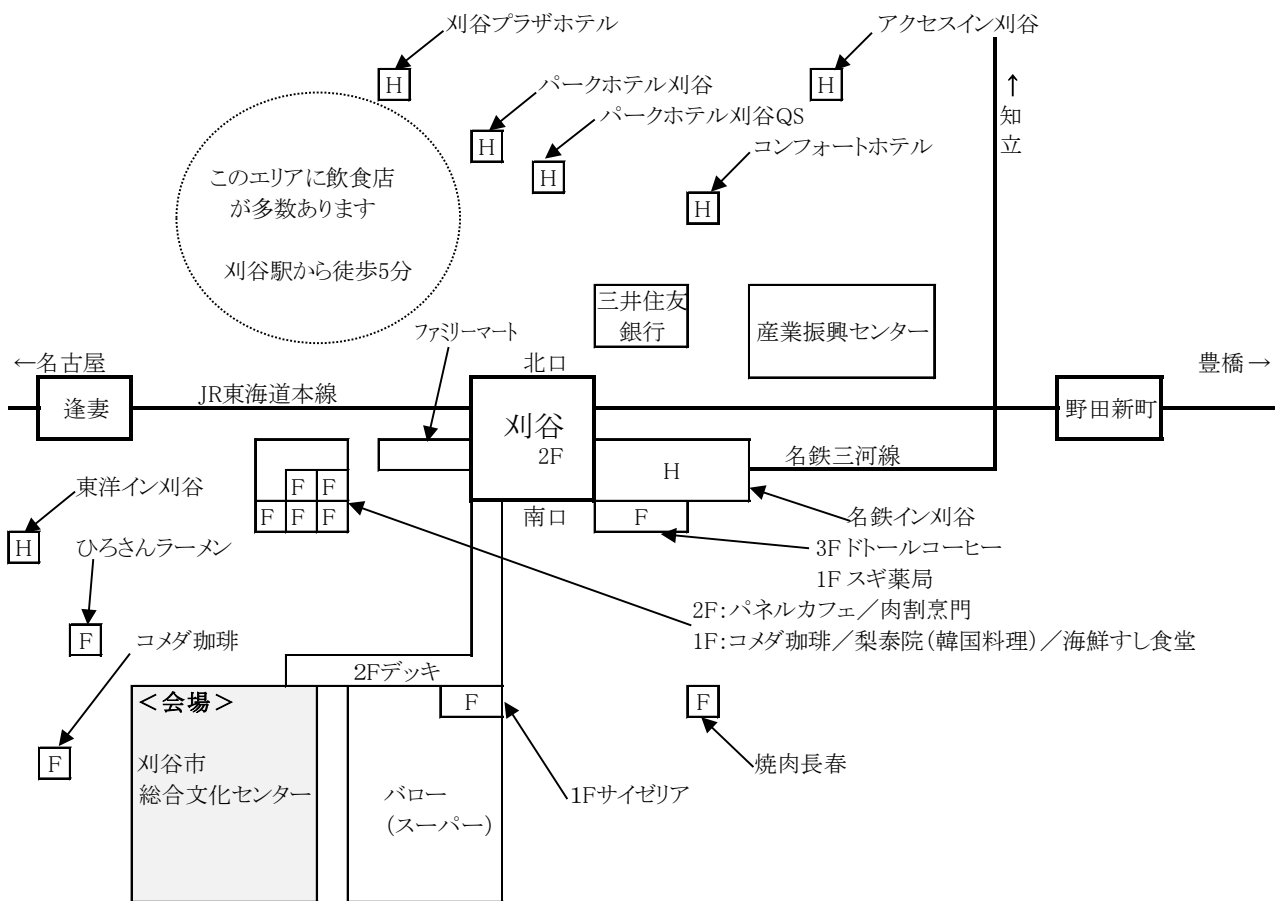 刈谷プラザホテル
アクセスイン刈谷
H
H
パークホテル刈谷
↑
知
立
パークホテル刈谷QS
H
コンフォートホテル
H
H
このエリアに飲食店
が多数あります
刈谷駅から徒歩5分
三井住友
銀行
産業振興センター
ファミリーマート
←名古屋
北口
豊橋→
逢妻
JR東海道本線
刈谷
2F
野田新町
名鉄三河線
H
F F
F F F
東洋イン刈谷
南口
F
名鉄イン刈谷
H
ひろさんラーメン
3Fドトールコーヒー
1F スギ薬局
2F:パネルカフェ／肉割烹門
1F:コメダ珈琲／梨泰院(韓国料理)／海鮮すし食堂
F
コメダ珈琲
2Fデッキ
<会場>
F
F
刈谷市
総合文化センター
F
焼肉長春
バロー
(スーパー)
1Fサイゼリア